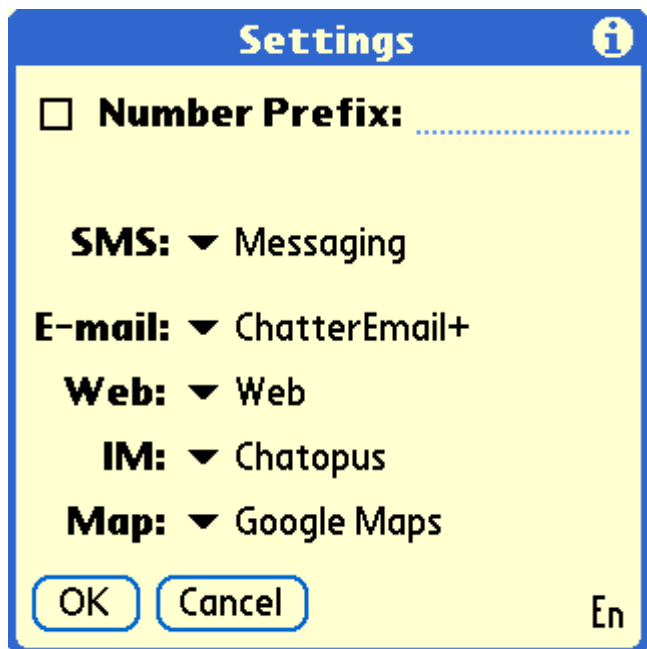 Settings
Number Prefix:
SMS: Messaging
E-mail: ChatterEmail+
Web: Web
IM: Chatopus
Map: Google Maps
OK Cancel En